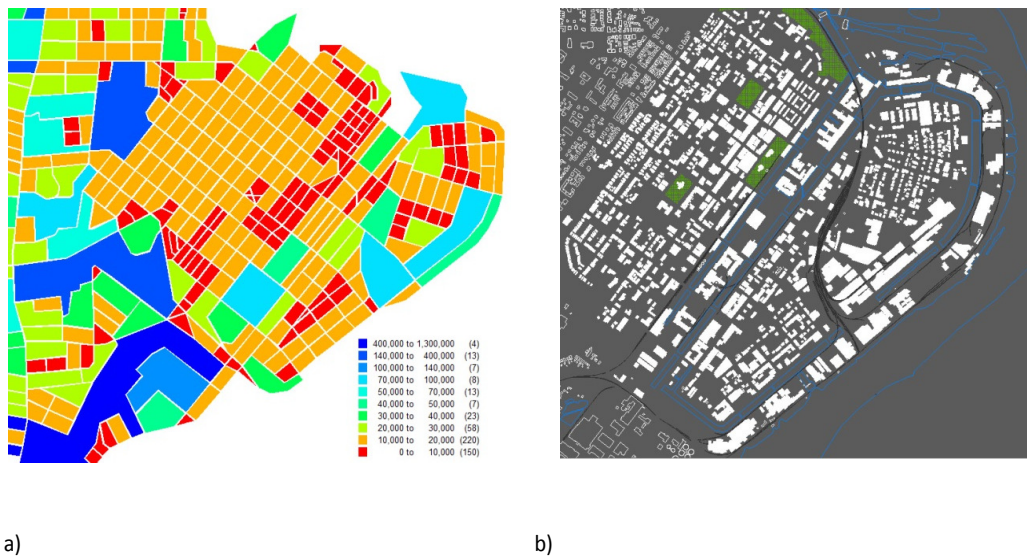 400,000 to 1,300,000 (4)
140,000 to 400,000 (13)
100,000 to 140,000 (7)
70,000 to 100,000 (8)
50,000 to 70,000 (13)
40,000 to 50,000 (7)
30,000 to 40,000 (23)
20,000 to 30,000 (58)
10,000 to 20,000 (220)
0 to 10,000 (150)
a) b)